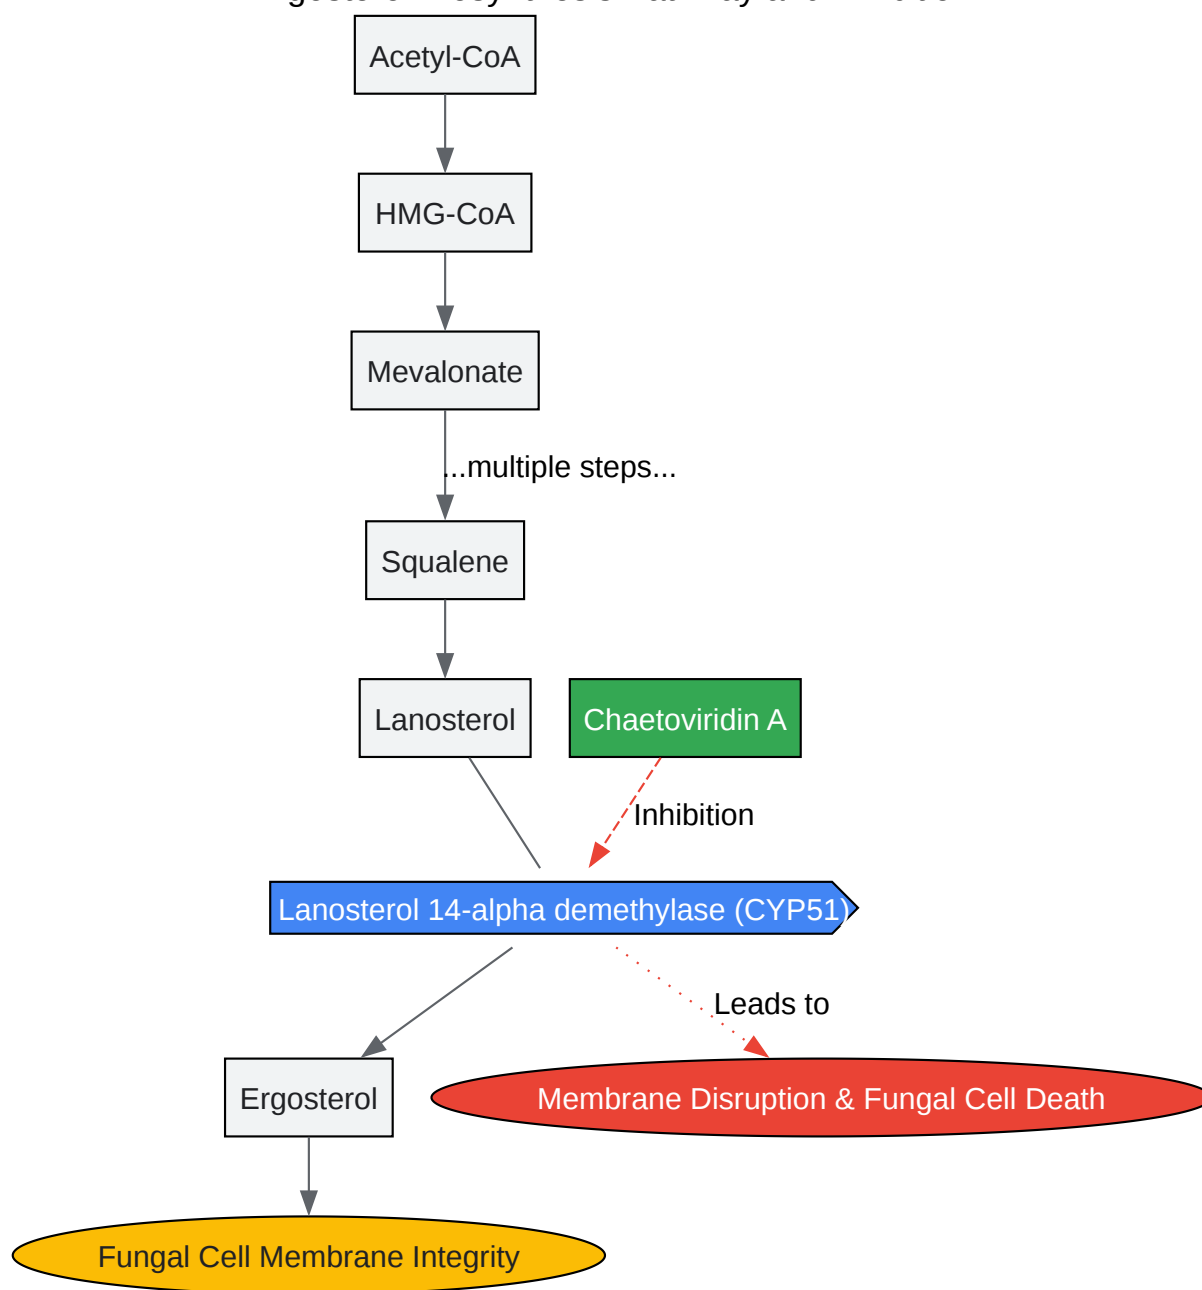 Acetyl-CoA
HMG-CoA
Mevalonate
...multiple steps...
Squalene
Lanosterol
Chaetoviridin A
Inhibition
Lanosterol 14-alpha demethylase (CYP51)
Leads to
Ergosterol
Membrane Disruption & Fungal Cell Death
Fungal Cell Membrane Integrity